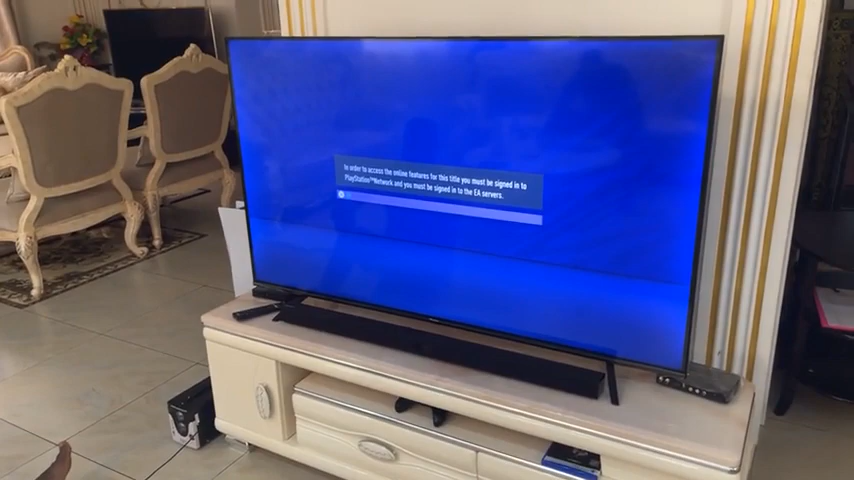 In order to access the online features for this title you must be signed in to
PlayStation™Network and you must be signed in to the EA servers.